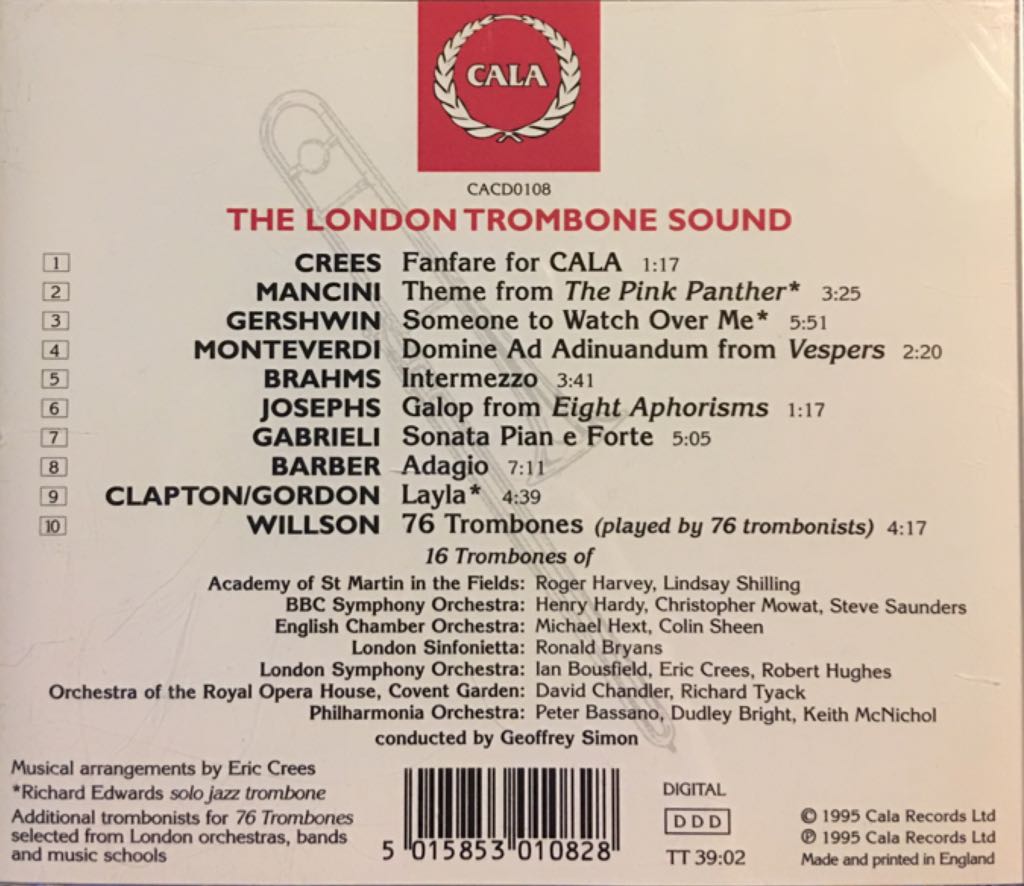 CALA
CACD0108
THE LONDON TROMBONE SOUND
1 CREES Fanfare for CALA 1:17
2 MANCINI Theme from The Pink Panther* 3:25
3 GERSHWIN Someone to Watch Over Me* 5:51
4 MONTEVERDI Domine Ad Adinuandum from Vespers 2:20
5 BRAHMS Intermezzo 3:41
6 JOSEPHS Galop from Eight Aphorisms 1:17
7 GABRIELI Sonata Pian e Forte 5:05
8 BARBER Adagio 7:11
9 CLAPTON/GORDON Layla* 4:39
10 WILLSON 76 Trombones (played by 76 trombonists) 4:17
16 Trombones of
Academy of St Martin in the Fields: Roger Harvey, Lindsay Shilling
BBC Symphony Orchestra: Henry Hardy, Christopher Mowat, Steve Saunders
English Chamber Orchestra: Michael Hext, Colin Sheen
London Sinfonietta: Ronald Bryans
London Symphony Orchestra: Ian Bousfield, Eric Crees, Robert Hughes
Orchestra of the Royal Opera House, Covent Garden: David Chandler, Richard Tyack
Philharmonia Orchestra: Peter Bassano, Dudley Bright, Keith McNichol
conducted by Geoffrey Simon
Musical arrangements by Eric Crees
*Richard Edwards solo jazz trombone
Additional trombonists for 76 Trombones
selected from London orchestras, bands
and music schools
5 015853 010828
DIGITAL
DDD
TT 39:02
© 1995 Cala Records Ltd
℗ 1995 Cala Records Ltd
Made and printed in England